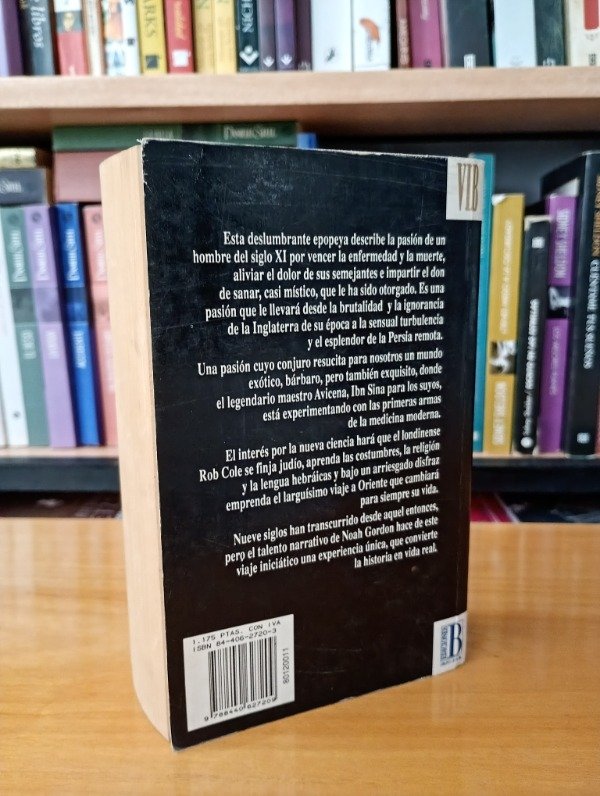 VIB
Esta deslumbrante epopeya describe la pasión de un
hombre del siglo XI por vencer la enfermedad y la muerte,
aliviar el dolor de sus semejantes e impartir el don
de sanar, casi místico, que le ha sido otorgado. Es una
pasión que le llevará desde la brutalidad y la ignorancia
de la Inglaterra de su época a la sensual turbulencia
y el esplendor de la Persia remota.
Una pasión cuyo conjuro resucita para nosotros un mundo
exótico, bárbaro, pero también exquisito, donde
el legendario maestro Avicena, Ibn Sina para los suyos,
está experimentando con las primeras armas
de la medicina moderna.
El interés por la nueva ciencia hará que el londinense
Rob Cole se finja judío, aprenda las costumbres, la religión
y la lengua hebráicas y bajo un arriesgado disfraz
emprenda el larguísimo viaje a Oriente que cambiará
para siempre su vida.
Nueve siglos han transcurrido desde aquel entonces,
pero el talento narrativo de Noah Gordon hace de este
viaje iniciático una experiencia única, que convierte
la historia en vida real.
1.175 PTAS. CON IVA
ISBN 84-406-2720-3
80120011
9 788440 627209
B